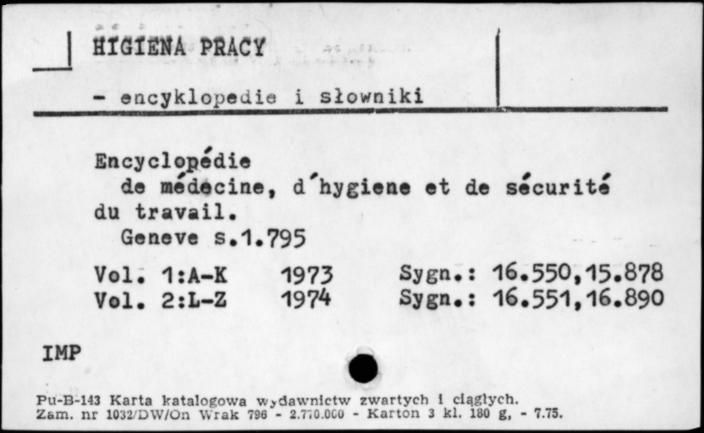 HIGIENA PRACY
- encyklopedie i słowniki
Encyclopédie
de médecine, d´hygiene et de sécurité
du travail.
Geneve s.1.795
Vol. 1:A-K 1973 Sygn.: 16.550,15.878
Vol. 2:L-Z 1974 Sygn.: 16.551,16.890
IMP
Pu-B-143 Karta katalogowa wydawnictw zwartych i ciągłych.
Zam. nr 1032/DW/On Wrak 796 - 2.770.000 - Karton 3 kl. 180 g, - 7.75.